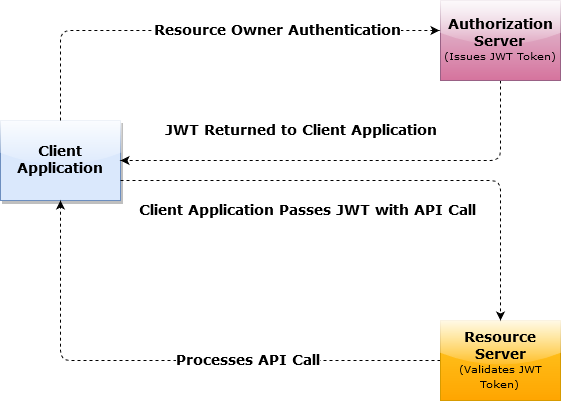 Resource Owner Authentication
Authorization
Server
(Issues JWT Token)
JWT Returned to Client Application
Client
Application
Client Application Passes JWT with API Call
Resource
Server
(Validates JWT
Token)
Processes API Call